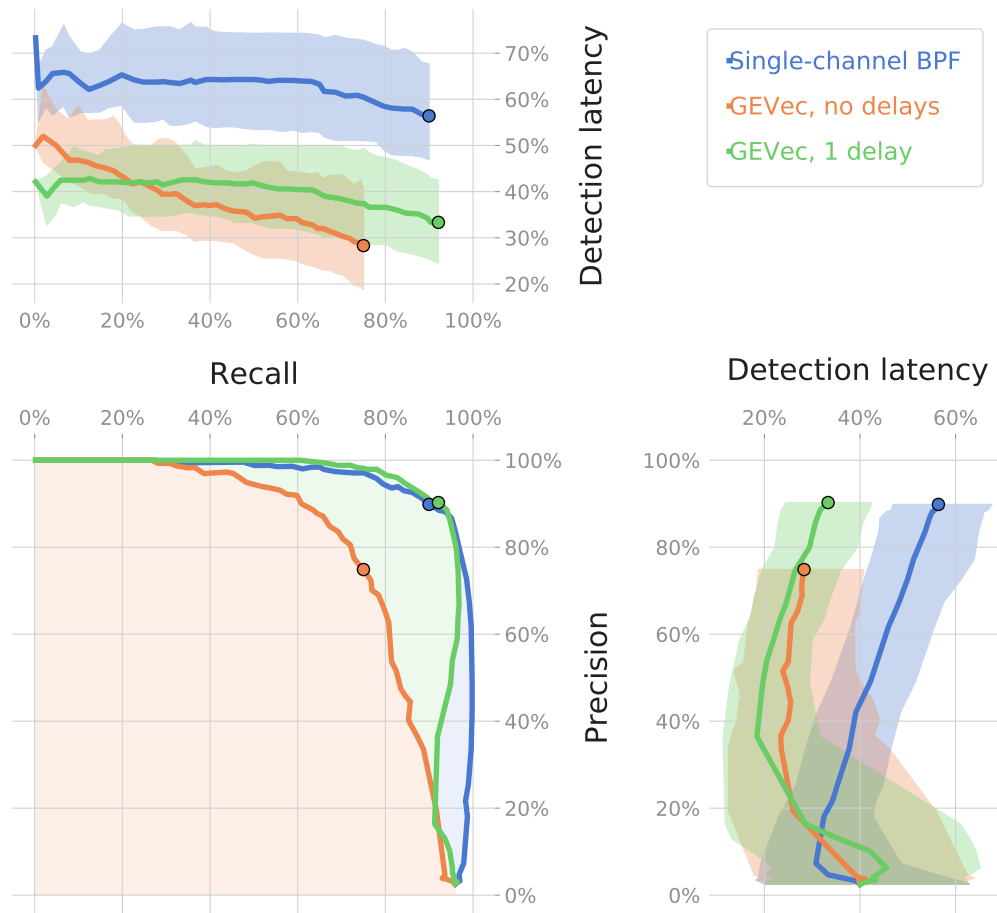 70%
60%
50%
40%
30%
20%
0% 20% 40% 60% 80% 100%
Detection latency
Single-channel BPF
GEVec, no delays
GEVec, 1 delay
Recall
0% 20% 40% 60% 80% 100%
100%
80%
60%
40%
20%
0%
Precision
Detection latency
20% 40% 60%
100%
80%
60%
40%
20%
0%